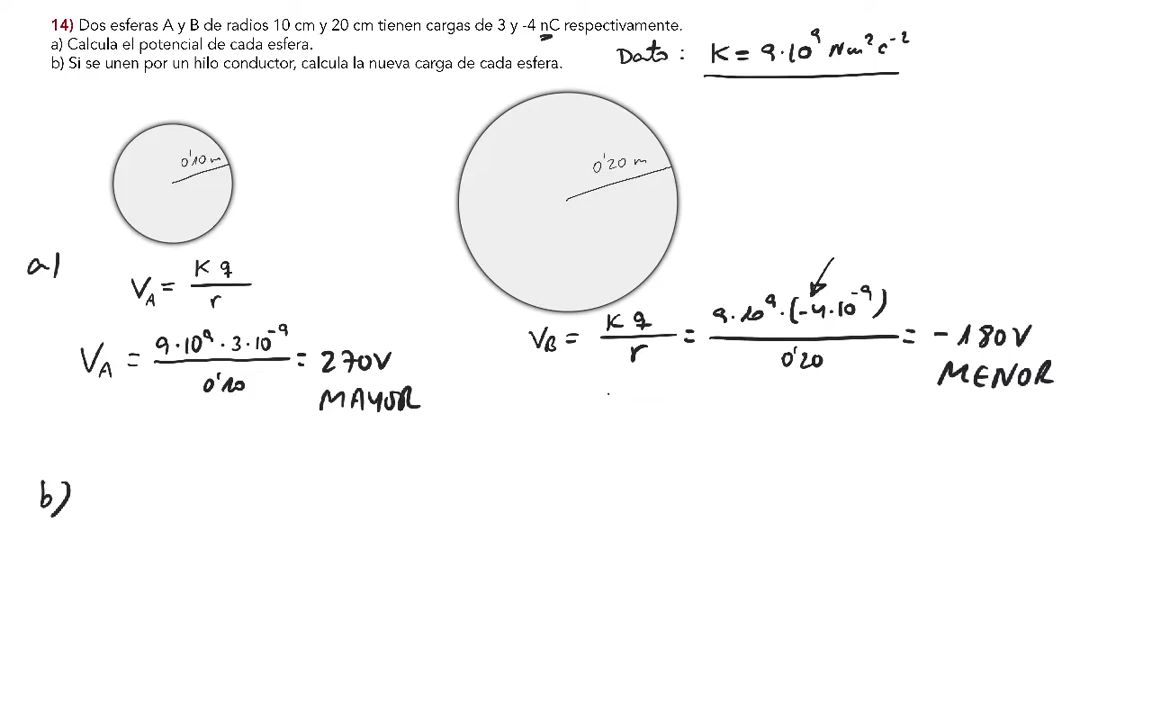 14) Dos esferas A y B de radios 10 cm y 20 cm tienen cargas de 3 y -4 nC respectivamente.
a) Calcula el potencial de cada esfera.
b) Si se unen por un hilo conductor, calcula la nueva carga de cada esfera.
Dato : K = 9·10⁹ Nm²C⁻²
0'10 m
0'20 m
a)
V_A = K q / r
V_A = 9·10⁹ · 3·10⁻⁹ / 0'10 = 270V
MAYOR
V_B = K q / r = 9·10⁹·(-4·10⁻⁹) / 0'20 = -180V
MENOR
b)